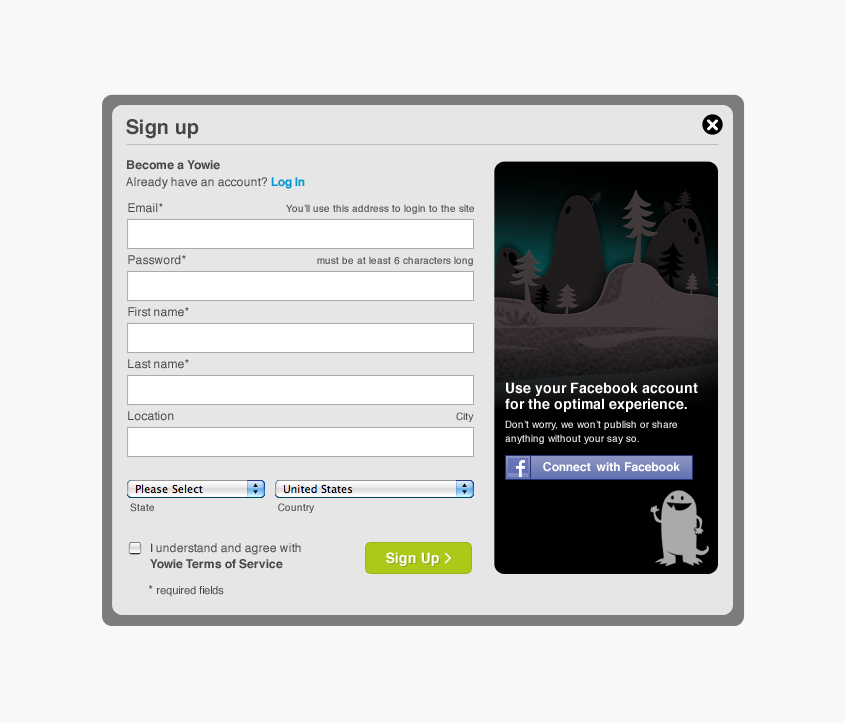 Sign up
Become a Yowie
Already have an account? Log In
Email* You'll use this address to login to the site
Password* must be at least 6 characters long
First name*
Last name*
Location City
Please Select United States
State Country
I understand and agree with
Yowie Terms of Service
Sign Up
* required fields
Use your Facebook account
for the optimal experience.
Don't worry, we won't publish or share
anything without your say so.
f Connect with Facebook